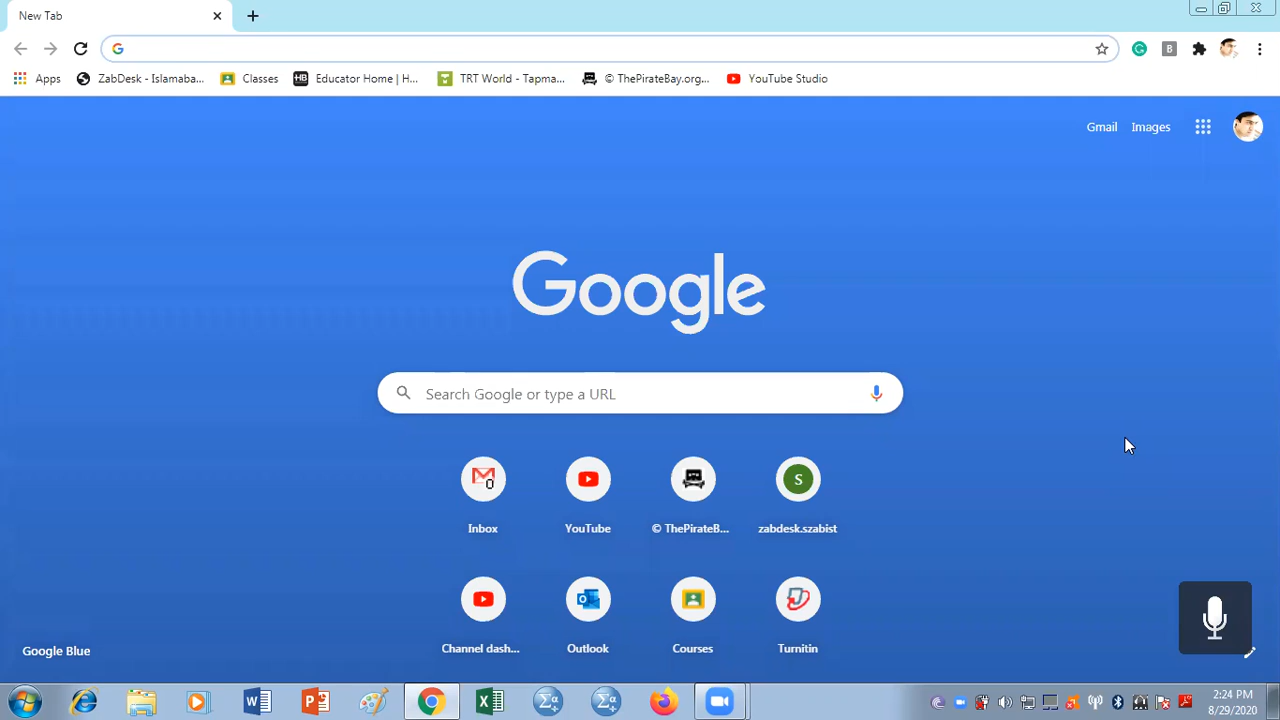 New Tab
Apps
ZabDesk - Islamaba...
Classes
HB
Educator Home | H...
TRT World - Tapma...
© ThePirateBay.org...
YouTube Studio
B
Gmail
Images
Google
Search Google or type a URL
0
S
Inbox
YouTube
© ThePirateB...
zabdesk.szabist
Channel dash...
Outlook
Courses
Turnitin
Google Blue
2:24 PM
8/29/2020